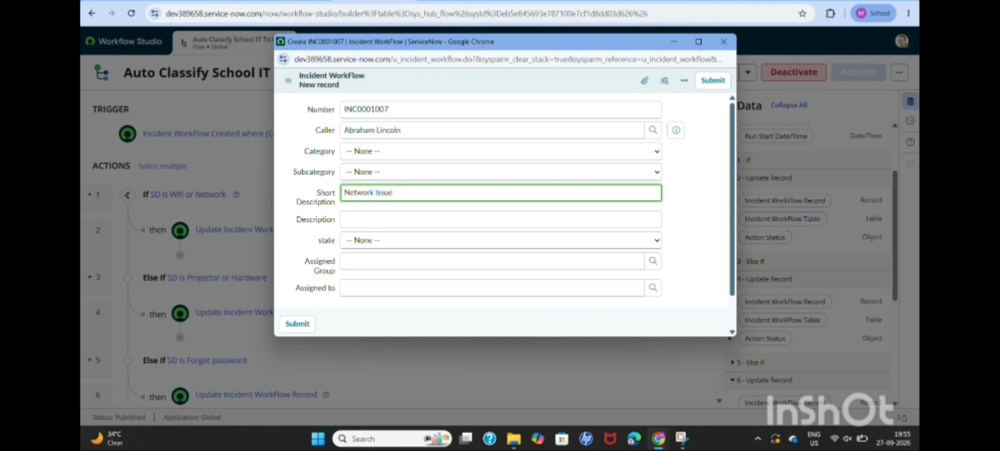 dev389658.service-now.com/now/workflow-studio/builder%3Ftable%3Dsys_hub_flow%26sysId%3Deb5e845693e787100e7cf1d8dd03d626%26
M School
Workflow Studio
Auto Classify School IT Tick
Flow • Global
Auto Classify School IT
Deactivate
Activate
Create INC0001007 | Incident WorkFlow | ServiceNow - Google Chrome
dev389658.service-now.com/u_incident_workflow.do?&sysparm_clear_stack=true&sysparm_reference=u_incident_workflow&...
Incident WorkFlow
New record
Submit
Number INC0001007
Caller Abraham Lincoln
Category -- None --
Subcategory -- None --
Short Description Network Issue
Description
state -- None --
Assigned Group
Assigned to
Submit
TRIGGER
Incident WorkFlow Created where (C
ACTIONS Select multiple
1 If SD is Wifi or Network
2 then Update Incident Work
3 Else If SD is Projector or Hardware
4 then Update Incident Work
5 Else If SD is Forgot password
6 then Update Incident WorkFlow Record
Data Collapse All
Run Start Date/Time Date/Time
1 - If
2 - Update Record
Incident WorkFlow Record Record
Incident WorkFlow Table Table
Action Status Object
3 - Else If
4 - Update Record
Incident WorkFlow Record Record
Incident WorkFlow Table Table
Action Status Object
5 - Else If
6 - Update Record
Incident WorkFlow Record Record
Status: Published | Application: Global
InShOt
34°C
Clear
Search
ENG
US
19:55
27-09-2026